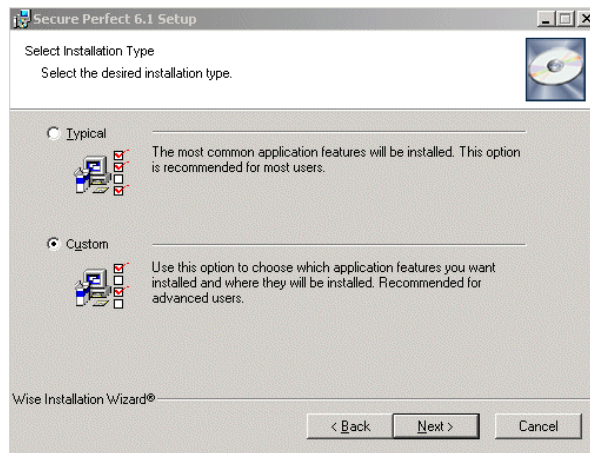 Secure Perfect 6.1 Setup
Select Installation Type
Select the desired installation type.
Typical
The most common application features will be installed. This option
is recommended for most users.
Custom
Use this option to choose which application features you want
installed and where they will be installed. Recommended for
advanced users.
Wise Installation Wizard®
< Back Next > Cancel